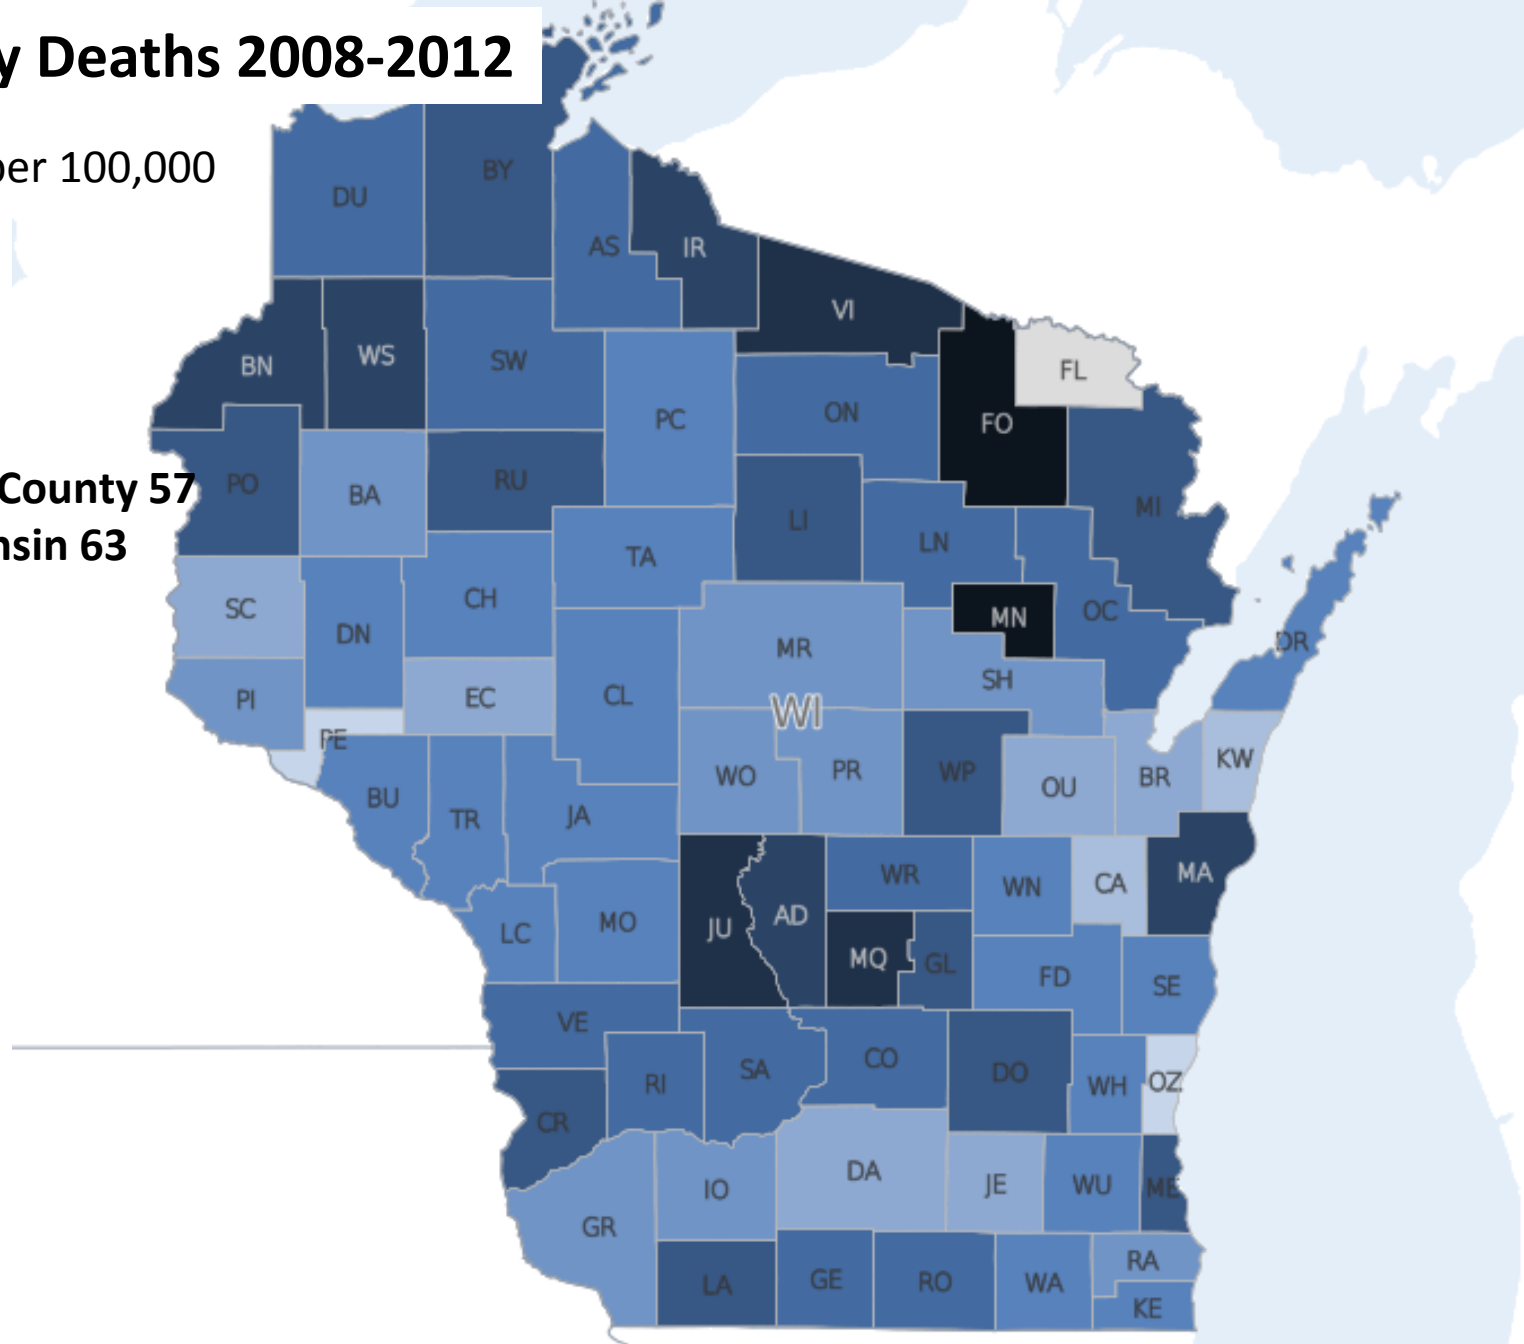 y Deaths 2008-2012
per 100,000
County 57
nsin 63
BY
DU
AS
IR
VI
WS
SW
BN
FL
PC
ON
FO
RU
PO
BA
MI
LI
LN
TA
CH
SC
MN
OC
DN
DR
MR
SH
EC
CL
PI
WI
PE
KW
WO
PR
WP
BR
OU
BU
JA
TR
WR
MA
CA
WN
AD
MO
JU
LC
MQ
GL
FD
SE
VE
CO
SA
DO
OZ
RI
WH
CR
DA
JE
WU
ME
IO
GR
RA
GE
RO
WA
LA
KE